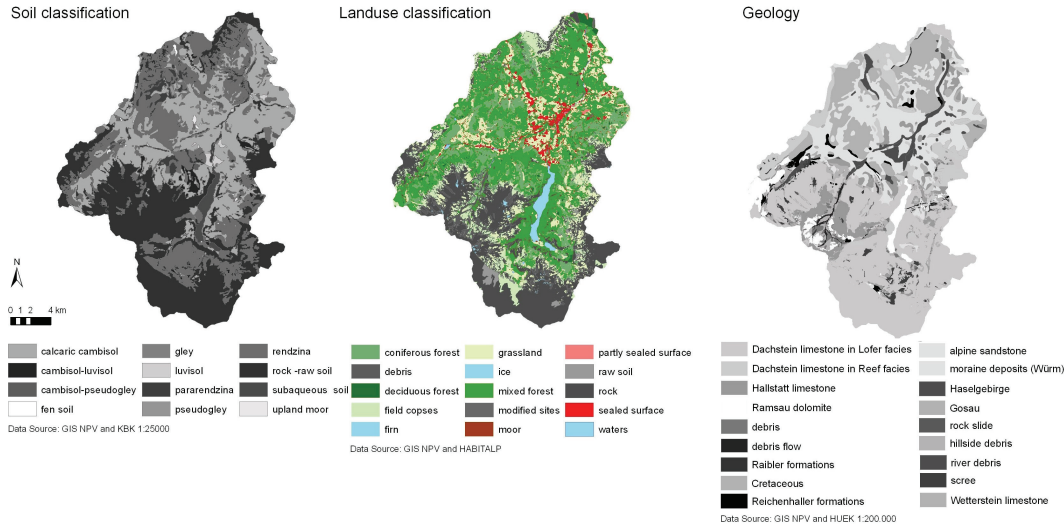 Soil classification
Landuse classification
Geology
N
0 1 2 4 km
calcaric cambisol
gley
rendzina
cambisol-luvisol
luvisol
rock -raw soil
cambisol-pseudogley
pararendzina
subaqueous soil
fen soil
pseudogley
upland moor
Data Source: GIS NPV and KBK 1:25000
coniferous forest
grassland
partly sealed surface
debris
ice
raw soil
deciduous forest
mixed forest
rock
field copses
modified sites
sealed surface
firn
moor
waters
Data Source: GIS NPV and HABITALP
Dachstein limestone in Lofer facies
Dachstein limestone in Reef facies
Hallstatt limestone
Ramsau dolomite
debris
debris flow
Raibler formations
Cretaceous
Reichenhaller formations
alpine sandstone
moraine deposits (Würm)
Haselgebirge
Gosau
rock slide
hillside debris
river debris
scree
Wetterstein limestone
Data Source: GIS NPV and HUEK 1:200.000